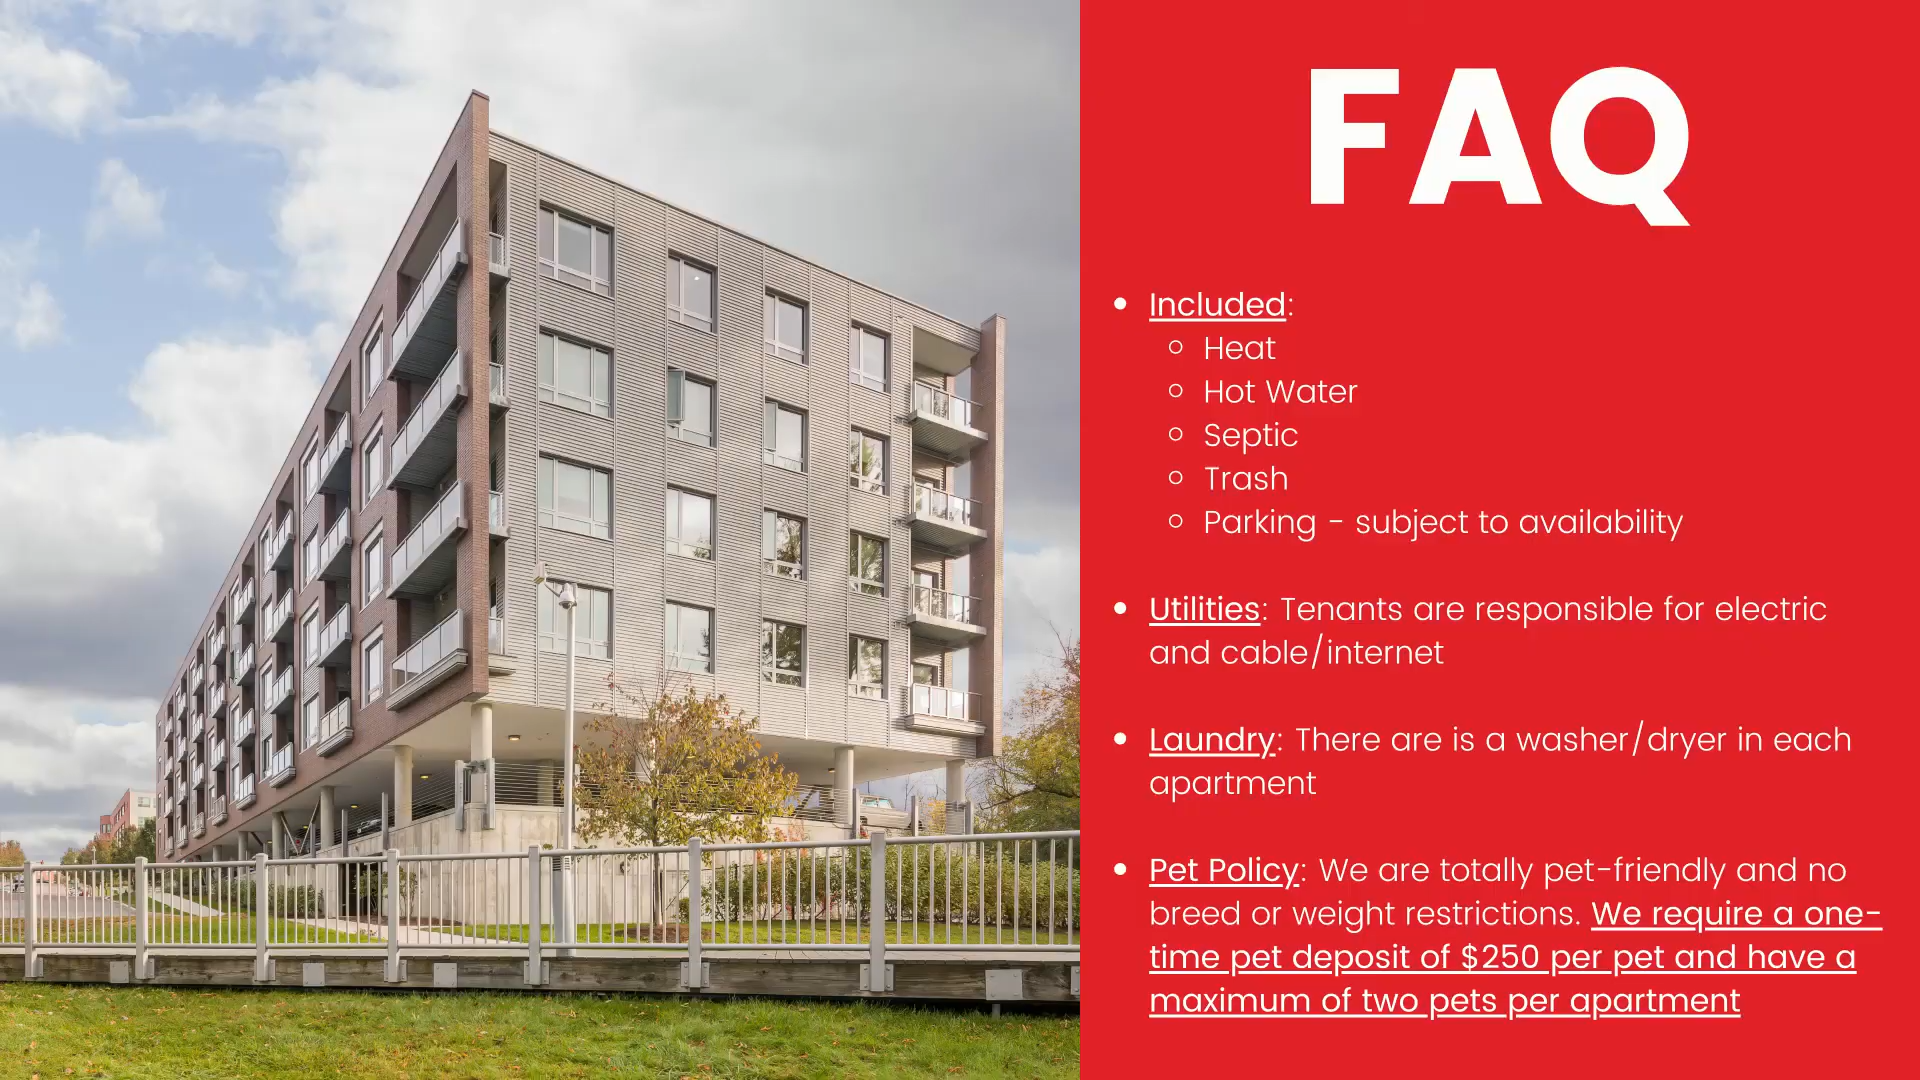 FAQ
Included:
Heat
Hot Water
Septic
Trash
Parking - subject to availability
Utilities: Tenants are responsible for electric
and cable/internet
Laundry: There are is a washer/dryer in each
apartment
Pet Policy: We are totally pet-friendly and no
breed or weight restrictions. We require a one-
time pet deposit of $250 per pet and have a
maximum of two pets per apartment